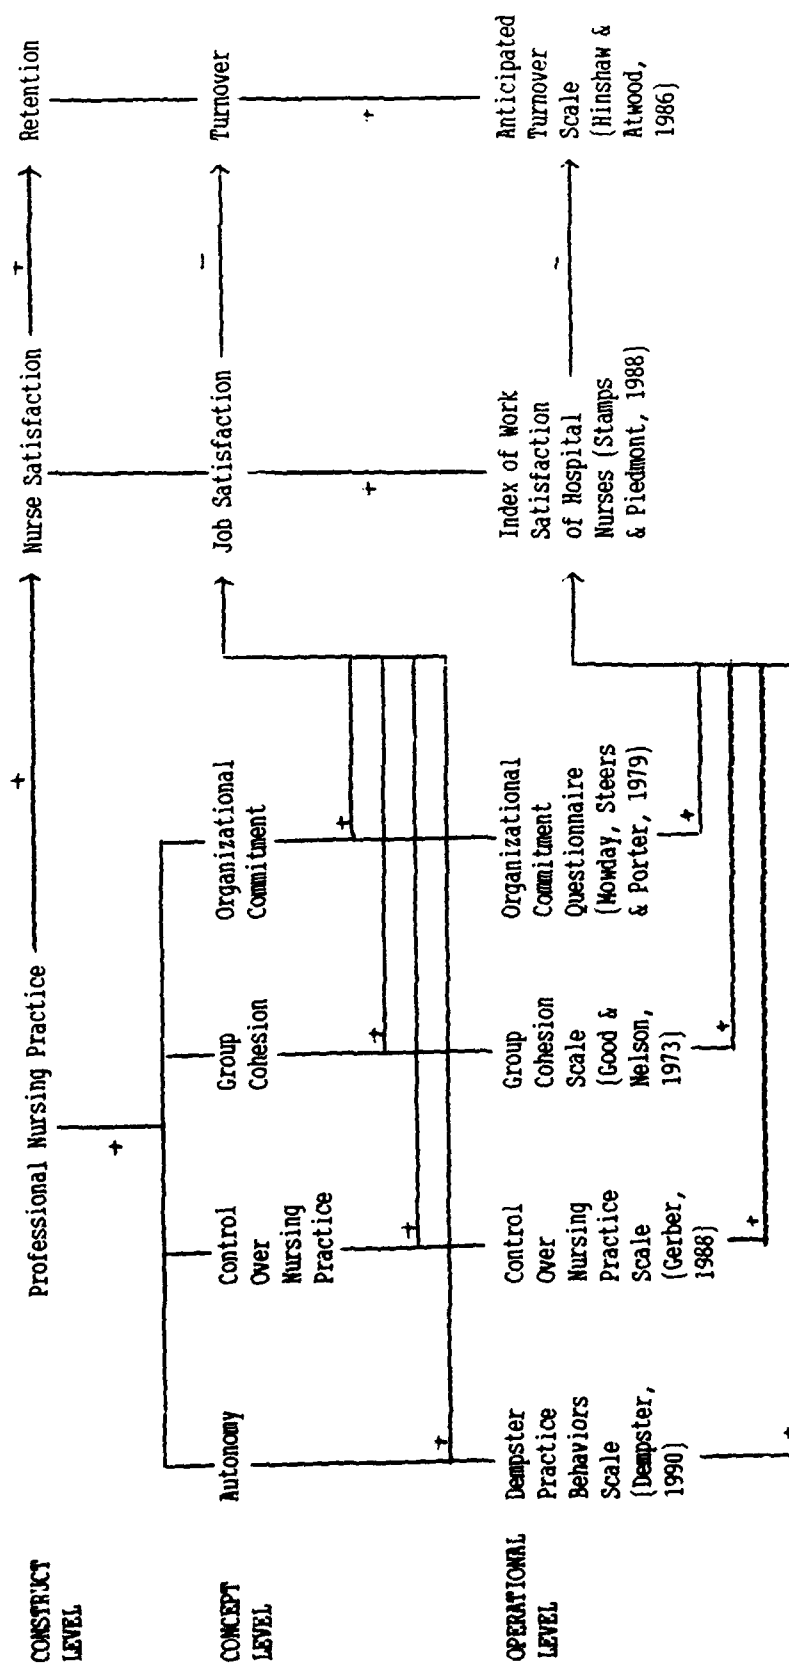 CONSTRUCT
LEVEL
Professional Nursing Practice
+
Nurse Satisfaction
+
Retention
+
CONCEPT
LEVEL
Autonomy
Control
Over
Nursing
Practice
Group
Cohesion
Organizational
Commitment
Job Satisfaction
-
Turnover
+
+
+
+
+
+
OPERATIONAL
LEVEL
Dempster
Practice
Behaviors
Scale
(Dempster,
1990)
Control
Over
Nursing
Practice
Scale
(Gerber,
1988)
Group
Cohesion
Scale
(Good &
Nelson,
1973)
Organizational
Commitment
Questionnaire
(Mowday, Steers
& Porter, 1979)
Index of Work
Satisfaction
of Hospital
Nurses (Stamps
& Piedmont, 1988)
-
Anticipated
Turnover
Scale
(Hinshaw &
Atwood,
1986)
+
+
+
+